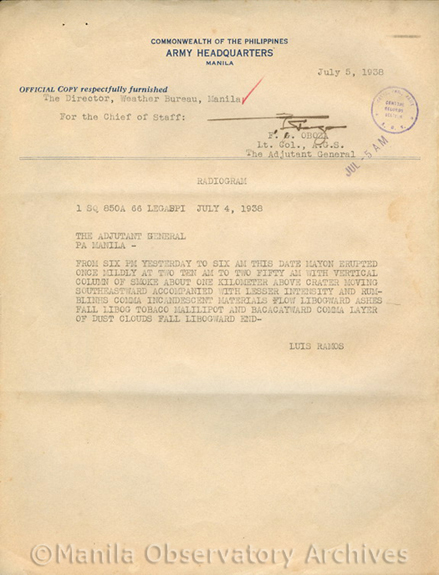 COMMONWEALTH OF THE PHILIPPINES
ARMY HEADQUARTERS
MANILA
July 5, 1938
OFFICIAL COPY respectfully furnished
The Director, Weather Bureau, Manila
For the Chief of Staff:
JUL 5 AM
F. E. OBOZA
Lt. Col., A.G.S.
The Adjutant General
RADIOGRAM
1 SQ 850A 66 LEGASPI JULY 4, 1938
THE ADJUTANT GENERAL
PA MANILA -
FROM SIX PM YESTERDAY TO SIX AM THIS DATE MAYON ERUPTED
ONCE MILDLY AT TWO TEN AM TO TWO FIFTY AM WITH VERTICAL
COLUMN OF SMOKE ABOUT ONE KILOMETER ABOVE CRATER MOVING
SOUTHEASTWARD ACCOMPANIED WITH LESSER INTENSITY AND RUM-
BLINGS COMMA INCANDESCENT MATERIALS FLOW LIBOGWARD ASHES
FALL LIBOG TOBACO MALILIPOT AND BACACAYWARD COMMA LAYER
OF DUST CLOUDS FALL LIBOGWARD END-
LUIS RAMOS
©Manila Observatory Archives